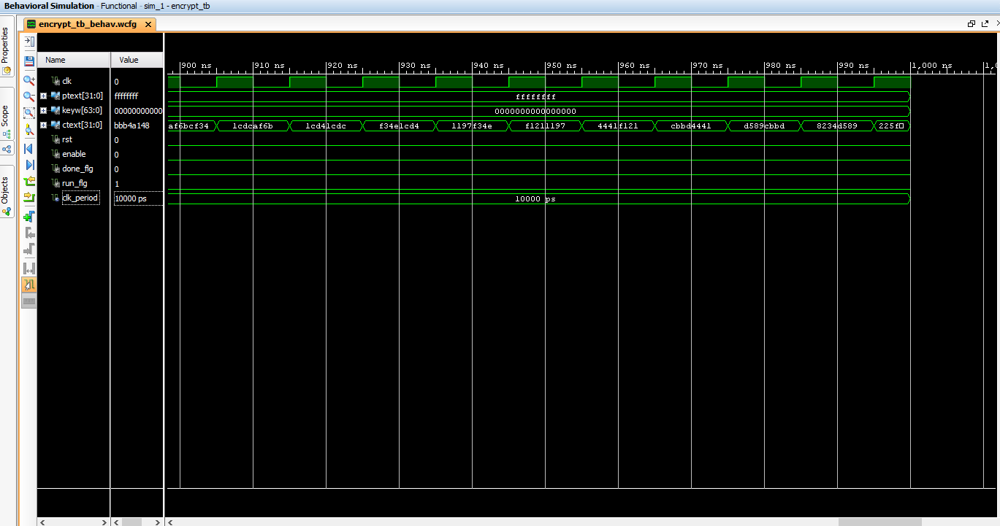 Behavioral Simulation - Functional - sim_1 - encrypt_tb
encrypt_tb_behav.wcfg
Properties
Scope
Objects
Name Value
900 ns 910 ns 920 ns 930 ns 940 ns 950 ns 960 ns 970 ns 980 ns 990 ns 1,000 ns 1,0
clk 0
ptext[31:0] ffffffff ffffffff
keyw[63:0] 00000000000 0000000000000000
ctext[31:0] bbb4a148 af6bcf34 1cdcaf6b 1cd41cdc f34e1cd4 1197f34e f1211197 4441f121 cbbd4441 d589cbbd 8234d589 225f
rst 0
enable 0
done_flg 0
run_flg 1
clk_period 10000 ps 10000 ps